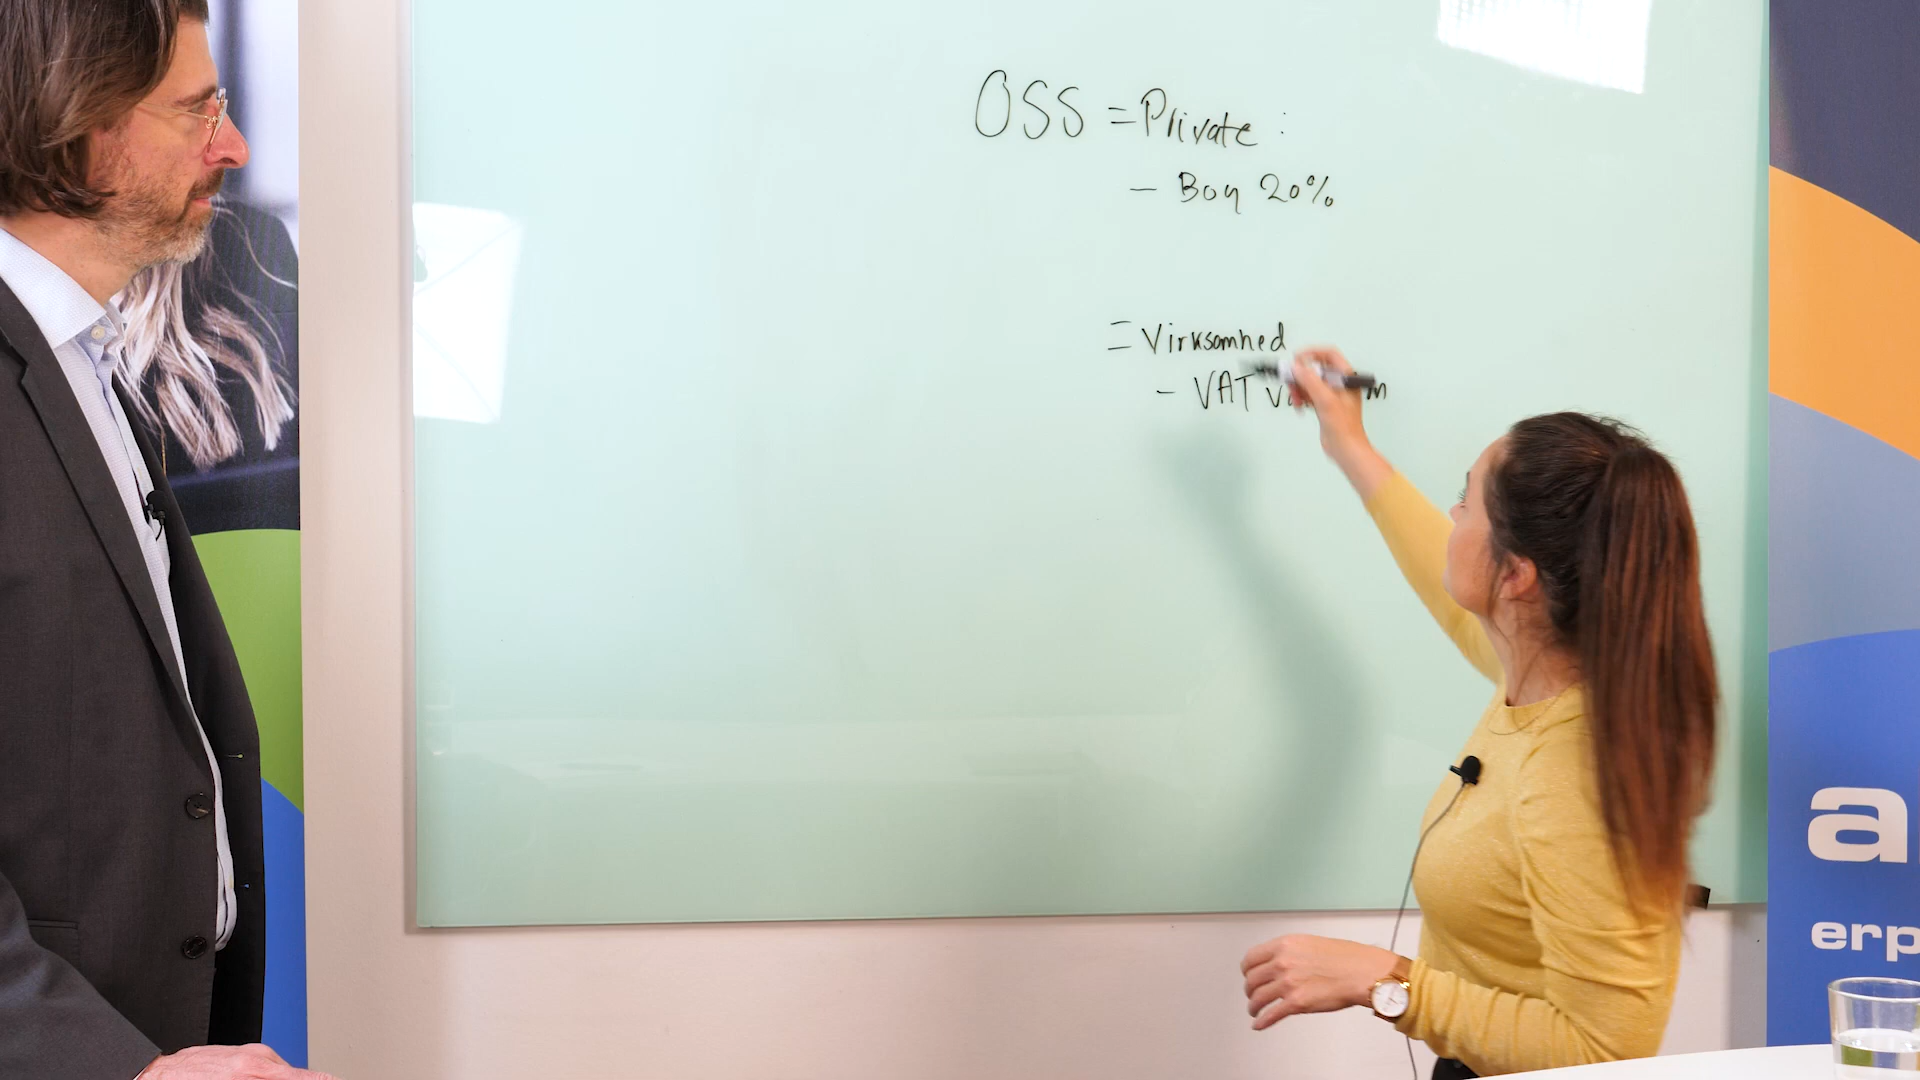 OSS = Private :
- Boy 20%
= Virksomhed
- VAT
a
erp